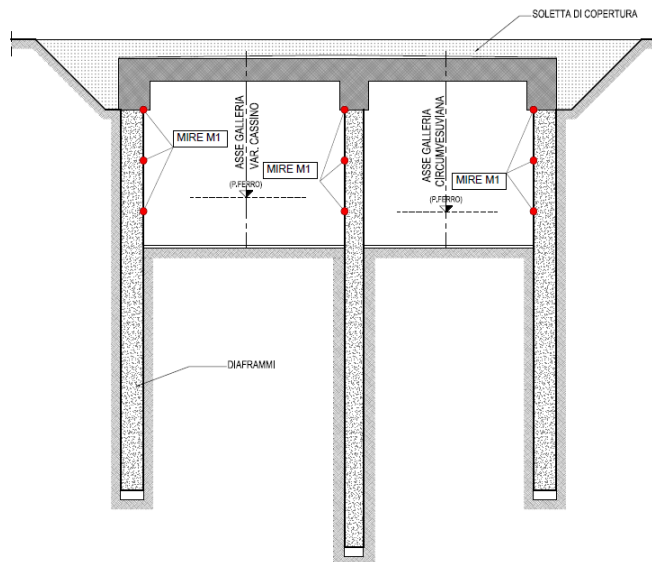 SOLETTA DI COPERTURA
MIRE M1
ASSE GALLERIA
VAR. CASSINO
(P.FERRO)
MIRE M1
ASSE GALLERIA
CIRCUMVESUVIANA
(P.FERRO)
MIRE M1
DIAFRAMMI